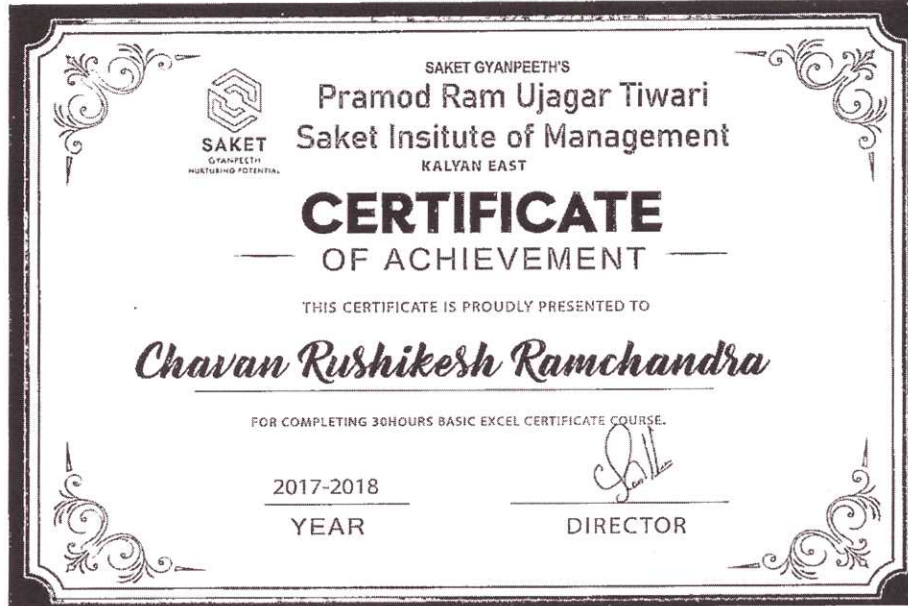 SAKET GYANPEETH'S
Pramod Ram Ujagar Tiwari
Saket Insitute of Management
KALYAN EAST
SAKET
GYANPEETH
NURTURING POTENTIAL
CERTIFICATE
OF ACHIEVEMENT
THIS CERTIFICATE IS PROUDLY PRESENTED TO
Chavan Rushikesh Ramchandra
FOR COMPLETING 30HOURS BASIC EXCEL CERTIFICATE COURSE.
2017-2018
YEAR
DIRECTOR